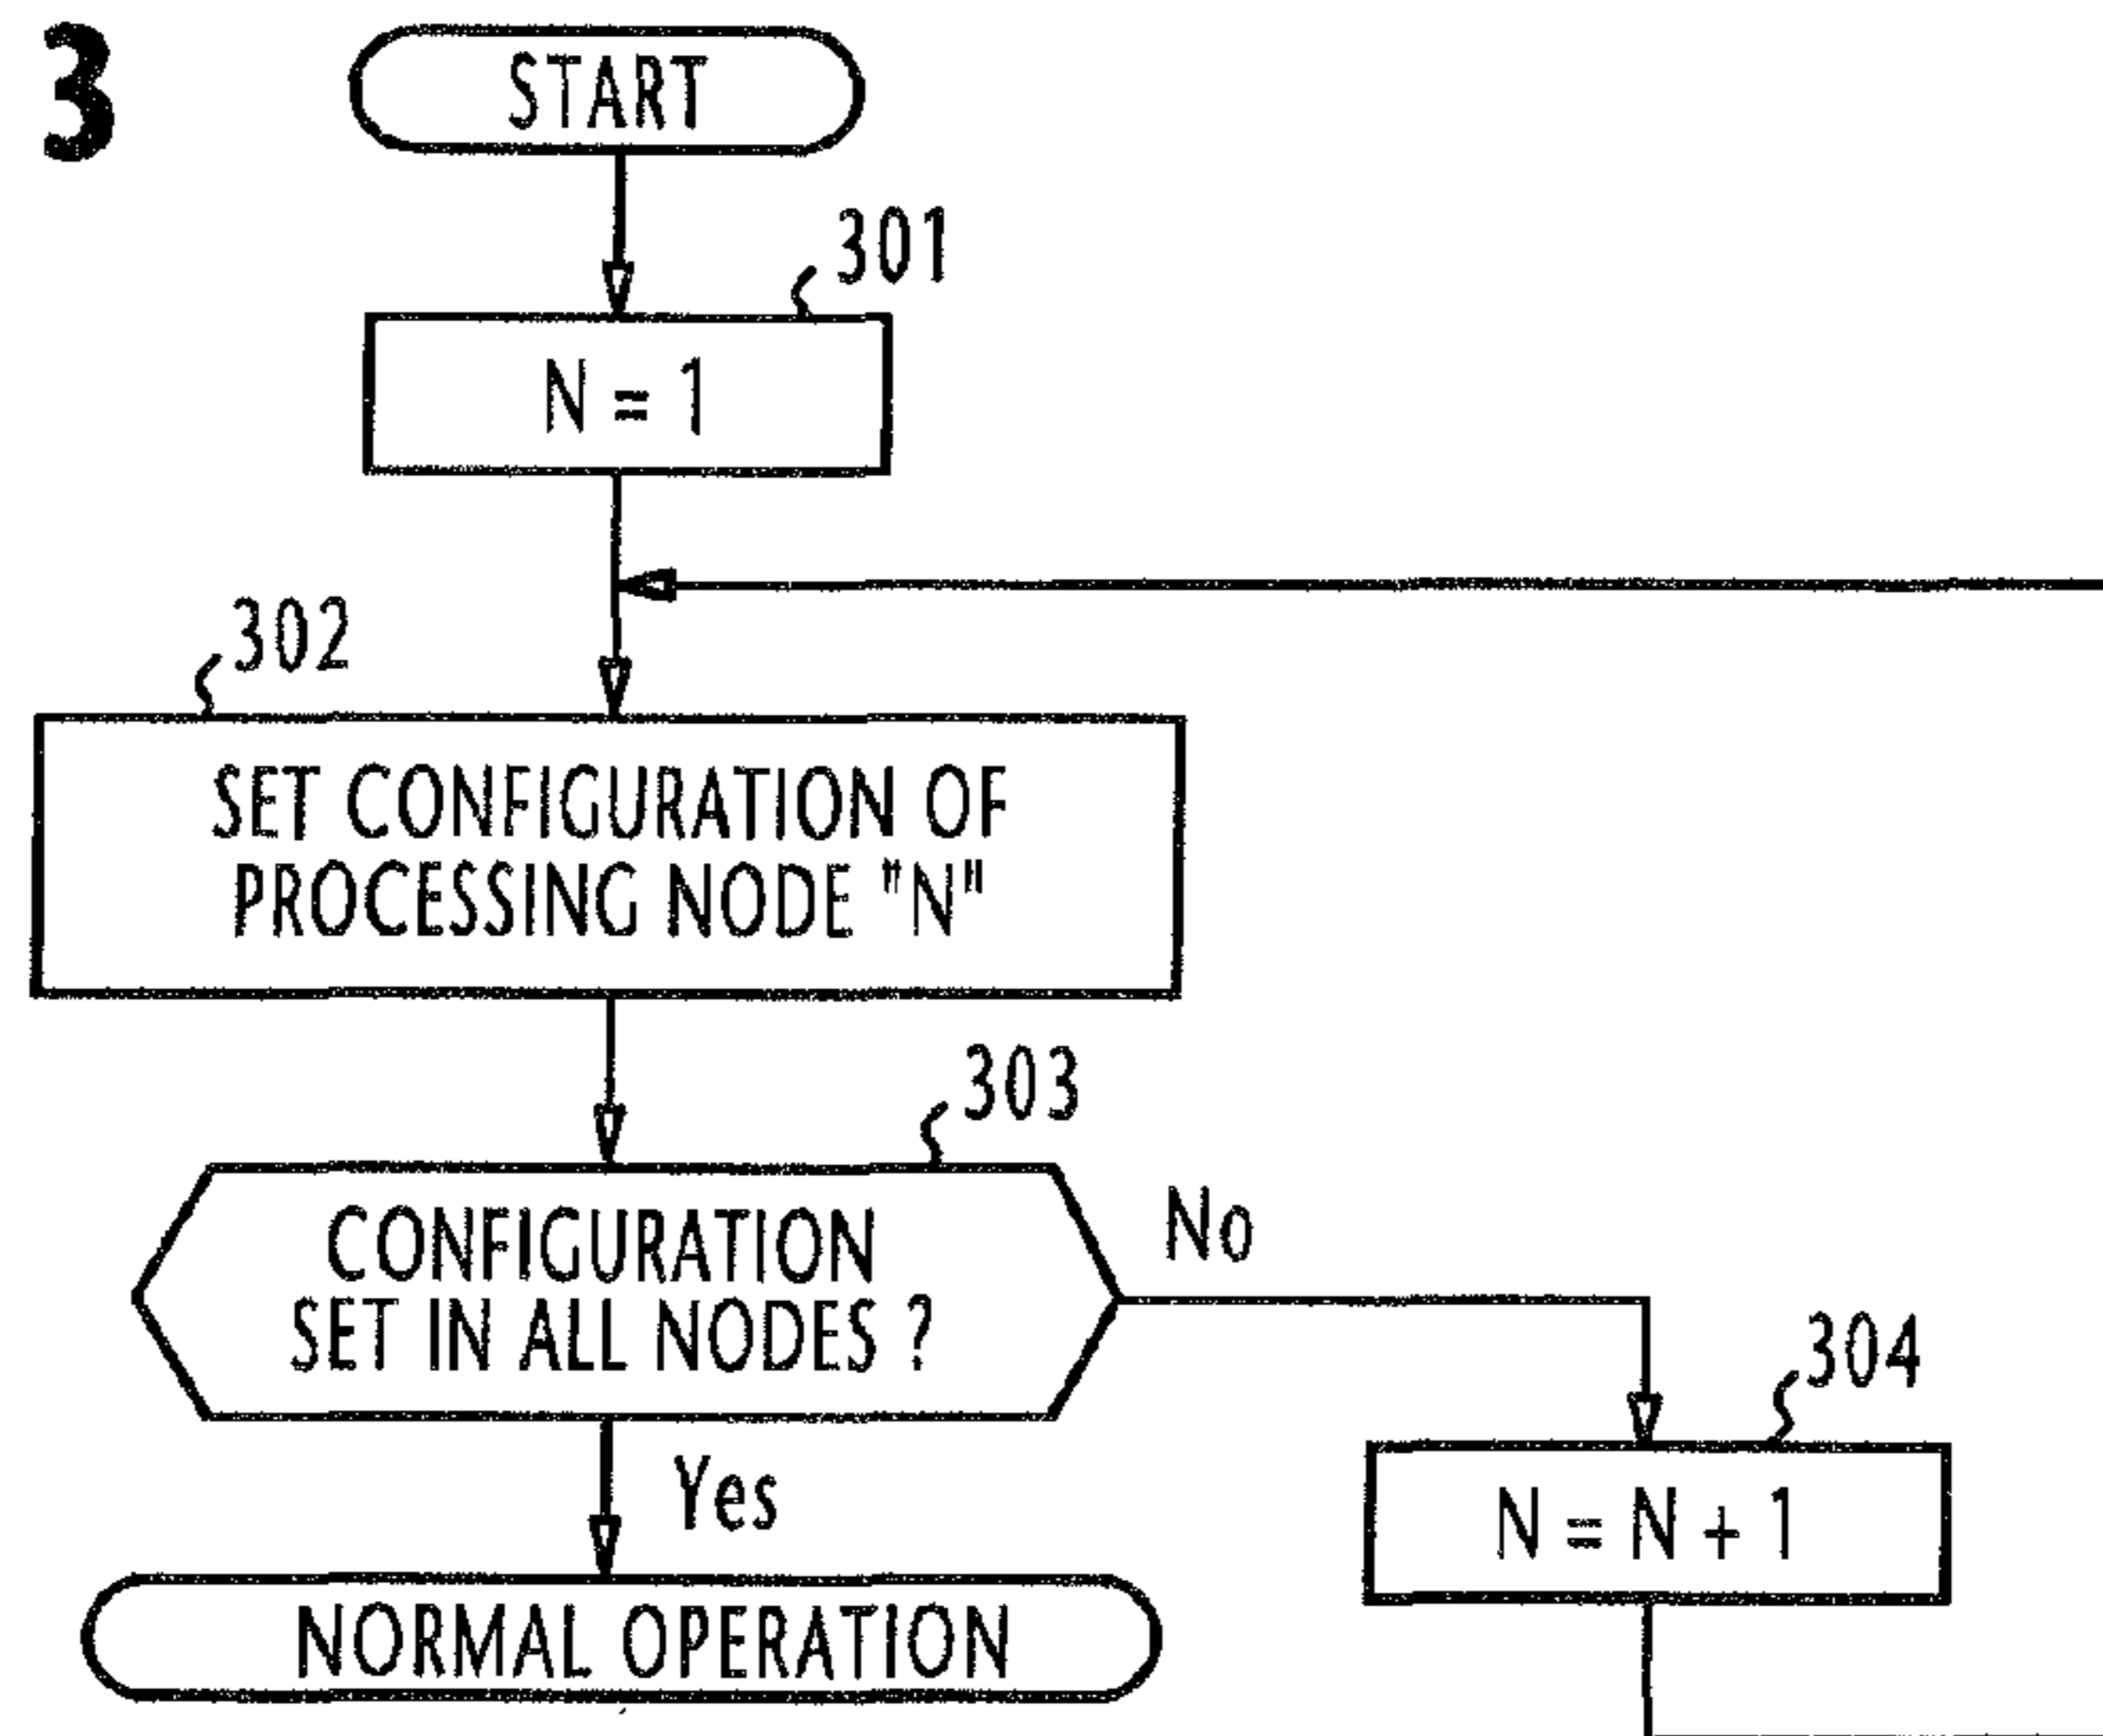 3
START
301
N = 1
302
SET CONFIGURATION OF
PROCESSING NODE "N"
303
CONFIGURATION
SET IN ALL NODES ?
No
304
N = N + 1
Yes
NORMAL OPERATION